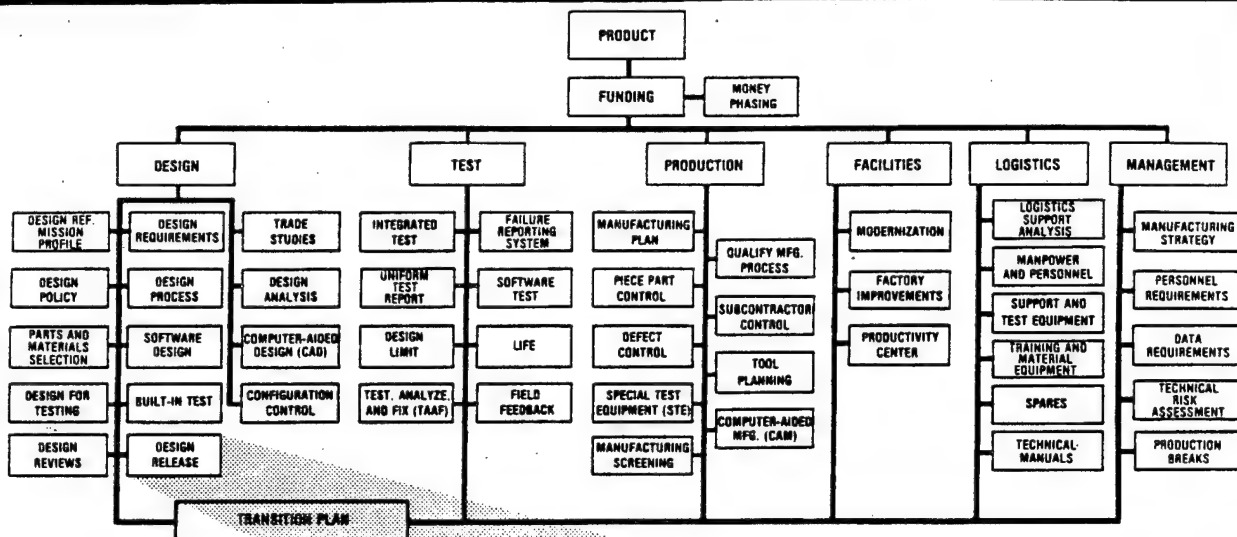 PRODUCT
FUNDING
MONEY
PHASING
DESIGN
TEST
PRODUCTION
FACILITIES
LOGISTICS
MANAGEMENT
DESIGN REF.
MISSION
PROFILE
DESIGN
REQUIREMENTS
TRADE
STUDIES
DESIGN
POLICY
DESIGN
PROCESS
DESIGN
ANALYSIS
PARTS AND
MATERIALS
SELECTION
SOFTWARE
DESIGN
COMPUTER-AIDED
DESIGN (CAD)
DESIGN FOR
TESTING
BUILT-IN TEST
CONFIGURATION
CONTROL
DESIGN
REVIEWS
DESIGN
RELEASE
INTEGRATED
TEST
FAILURE
REPORTING
SYSTEM
UNIFORM
TEST
REPORT
SOFTWARE
TEST
DESIGN
LIMIT
LIFE
TEST, ANALYZE,
AND FIX (TAAF)
FIELD
FEEDBACK
MANUFACTURING
PLAN
QUALIFY MFG.
PROCESS
PIECE PART
CONTROL
SUBCONTRACTOR
CONTROL
DEFECT
CONTROL
TOOL
PLANNING
SPECIAL TEST
EQUIPMENT (STE)
COMPUTER-AIDED
MFG. (CAM)
MANUFACTURING
SCREENING
MODERNIZATION
FACTORY
IMPROVEMENTS
PRODUCTIVITY
CENTER
LOGISTICS
SUPPORT
ANALYSIS
MANPOWER
AND PERSONNEL
SUPPORT AND
TEST EQUIPMENT
TRAINING AND
MATERIAL
EQUIPMENT
SPARES
TECHNICAL
MANUALS
MANUFACTURING
STRATEGY
PERSONNEL
REQUIREMENTS
DATA
REQUIREMENTS
TECHNICAL
RISK
ASSESSMENT
PRODUCTION
BREAKS
TRANSITION PLAN